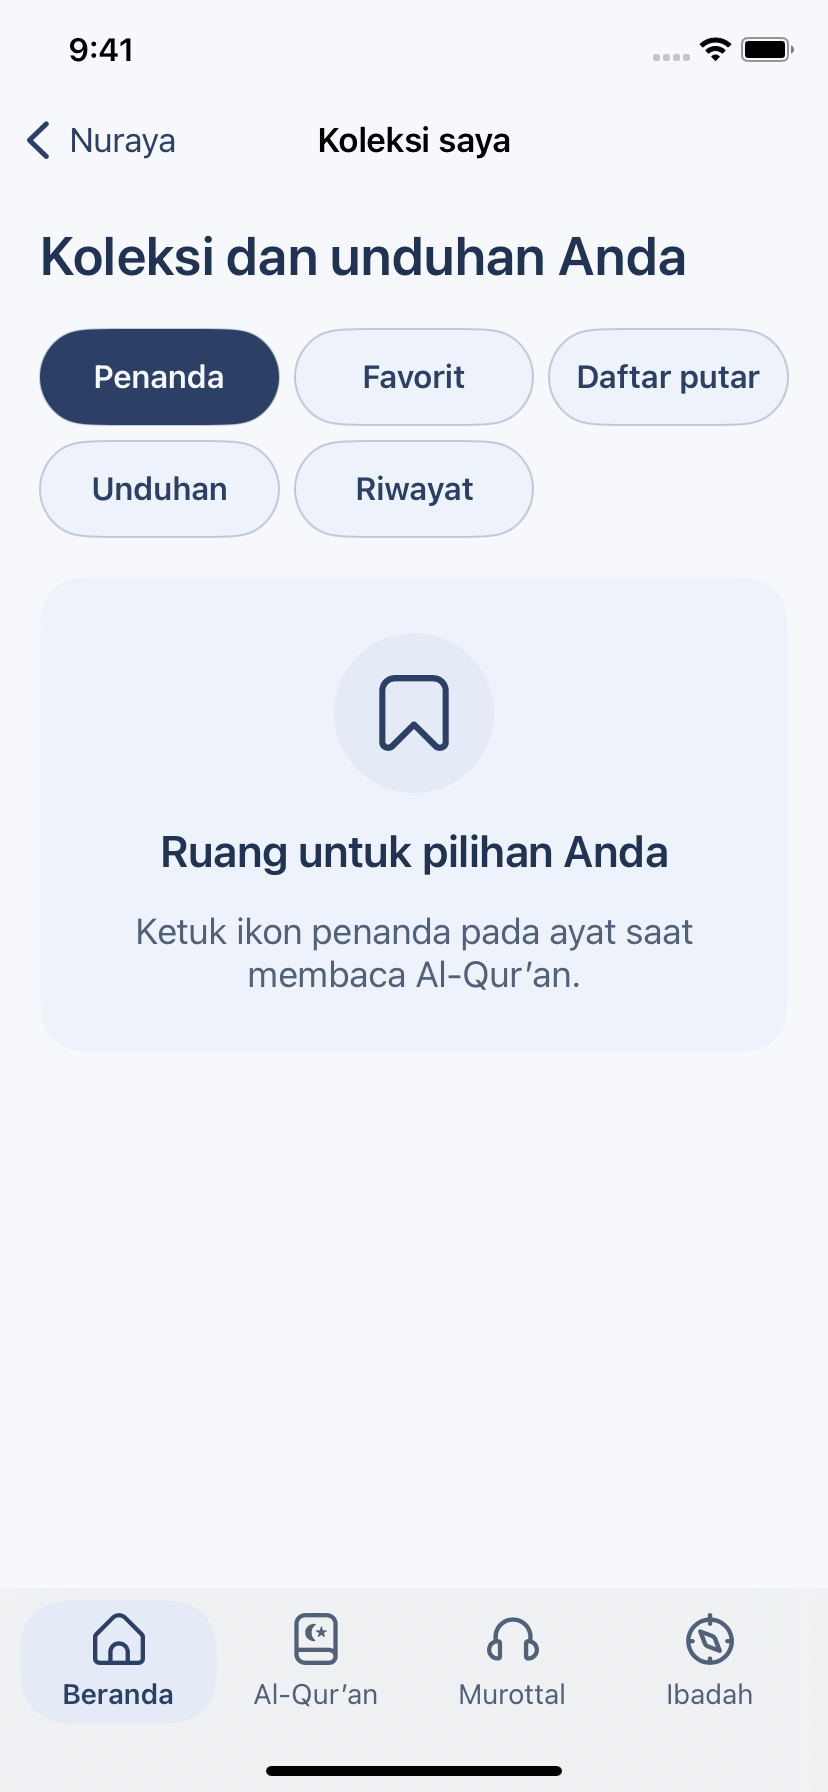 9:41
Nuraya
Koleksi saya
Koleksi dan unduhan Anda
Penanda
Favorit
Daftar putar
Unduhan
Riwayat
Ruang untuk pilihan Anda
Ketuk ikon penanda pada ayat saat
membaca Al-Qur’an.
Beranda
Al-Qur’an
Murottal
Ibadah